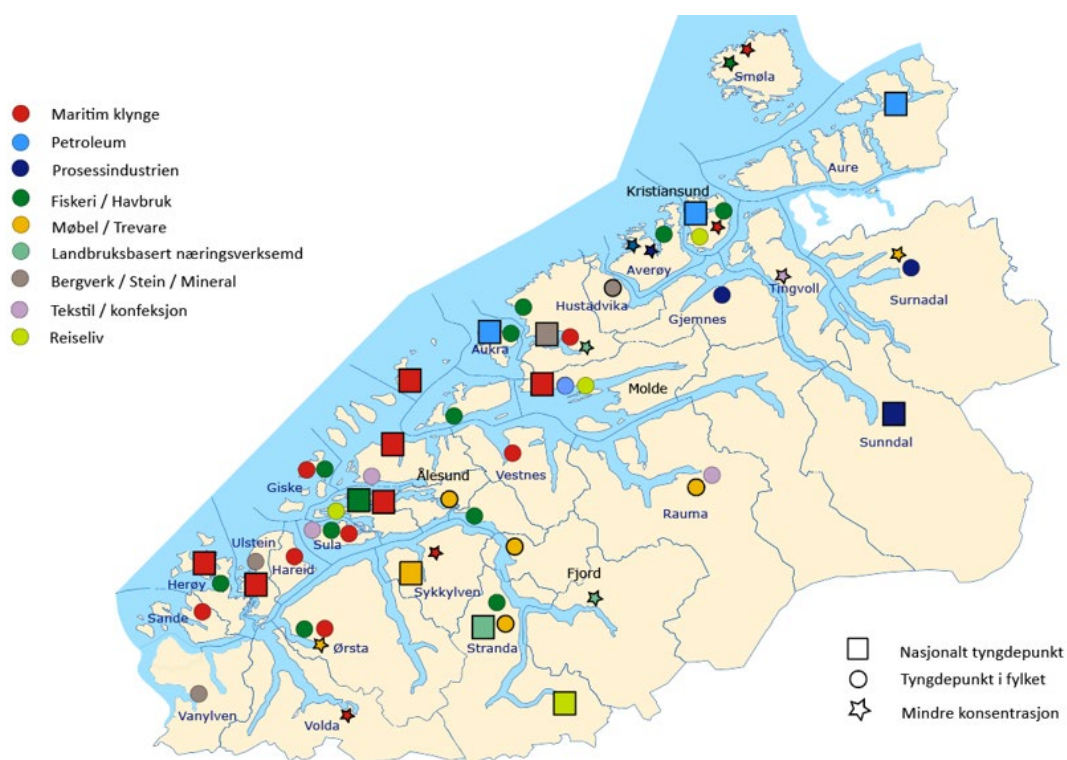 Maritim klynge
Petroleum
Prosessindustrien
Fiskeri / Havbruk
Møbel / Trevare
Landbruksbasert næringsverksemd
Bergverk / Stein / Mineral
Tekstil / konfeksjon
Reiseliv
Smøla
Aure
Kristiansund
Averøy
Tingvoll
Surnadal
Hustadvika
Gjemnes
Aukra
Molde
Sunndal
Ålesund
Vestnes
Giske
Rauma
Ulstein
Sula
Hareid
Herøy
Fjord
Sykkylven
Sande
Ørsta
Stranda
Vanylven
Volda
Nasjonalt tyngdepunkt
Tyngdepunkt i fylket
Mindre konsentrasjon